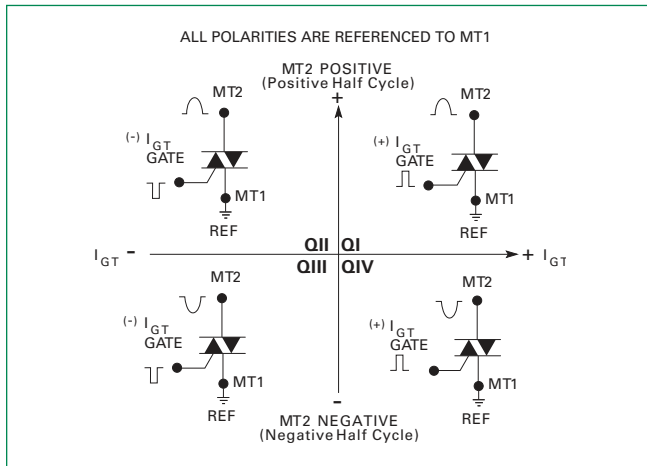 ALL POLARITIES ARE REFERENCED TO MT1
MT2 POSITIVE
(Positive Half Cycle)
+
MT2
(-) IGT
GATE
MT1
REF
MT2
(+) IGT
GATE
MT1
REF
QII QI
IGT -
+ IGT
QIII QIV
MT2
(-) IGT
GATE
MT1
REF
MT2
(+) IGT
GATE
MT1
REF
-
MT2 NEGATIVE
(Negative Half Cycle)